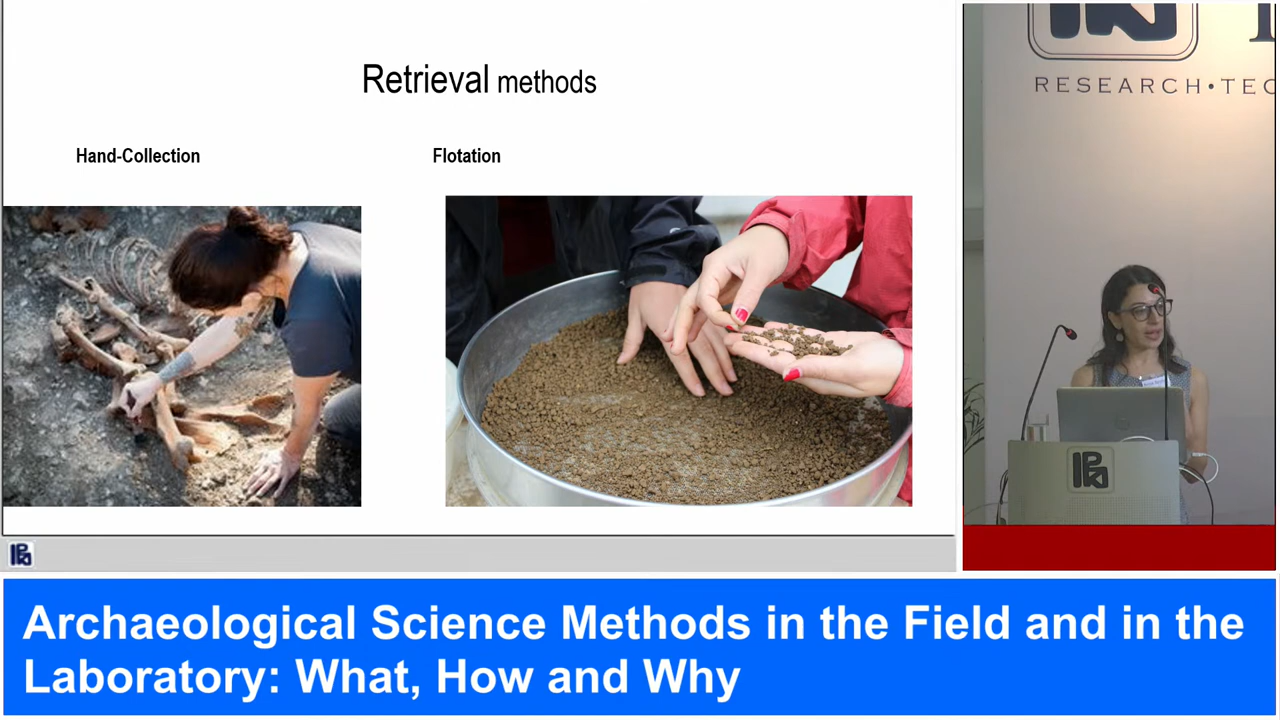 Retrieval methods
Hand-Collection
Flotation
RESEARCH•TEC
Archaeological Science Methods in the Field and in the
Laboratory: What, How and Why